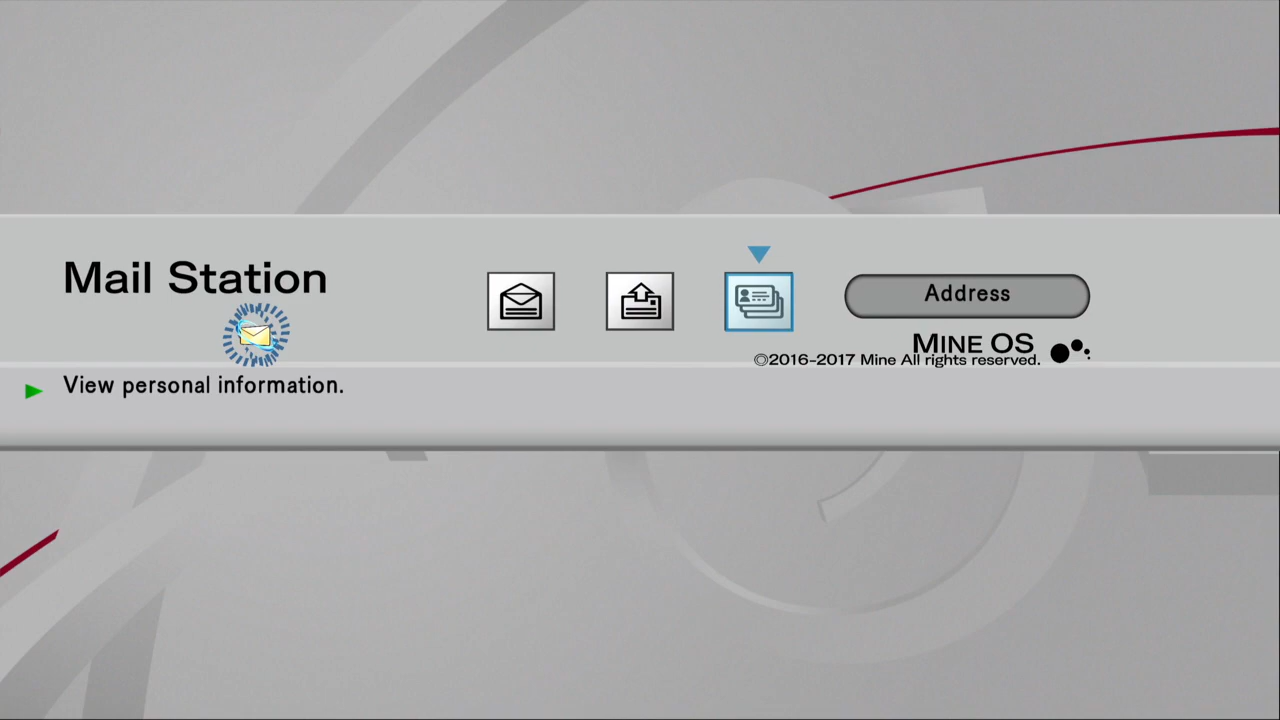 Mail Station
Address
MINE OS
©2016-2017 Mine All rights reserved.
View personal information.